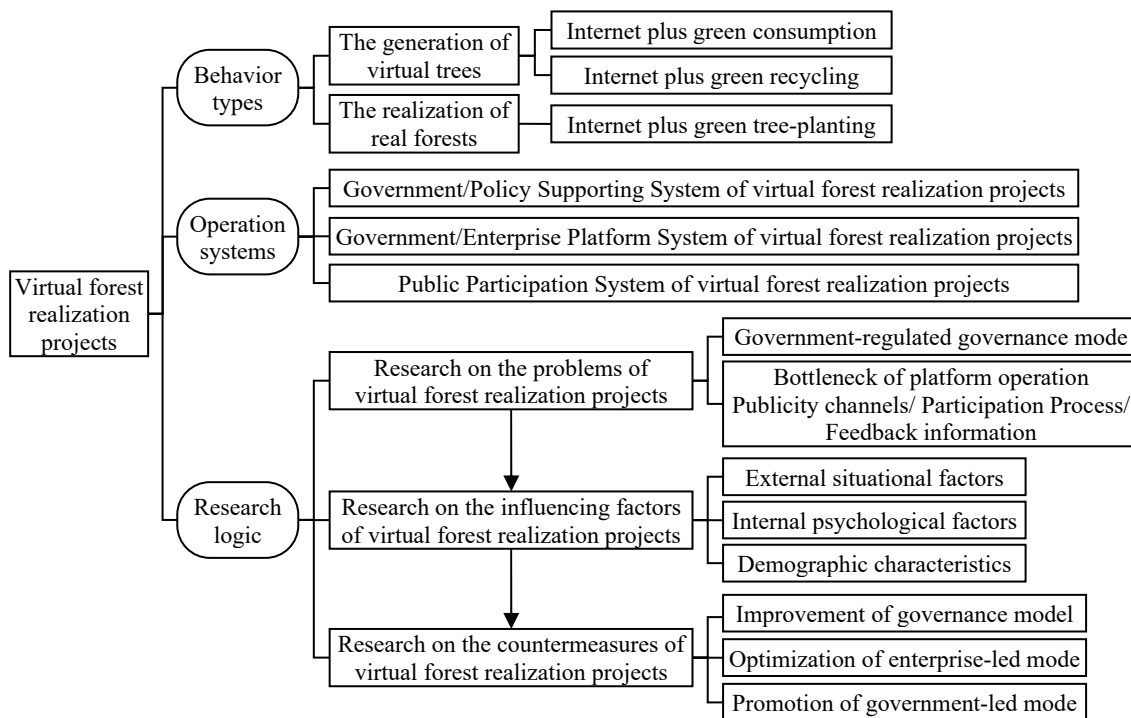 Virtual forest
realization
projects
Behavior
types
The generation of
virtual trees
Internet plus green consumption
Internet plus green recycling
The realization of
real forests
Internet plus green tree-planting
Operation
systems
Government/Policy Supporting System of virtual forest realization projects
Government/Enterprise Platform System of virtual forest realization projects
Public Participation System of virtual forest realization projects
Research
logic
Research on the problems of
virtual forest realization projects
Government-regulated governance mode
Bottleneck of platform operation
Publicity channels/ Participation Process/
Feedback information
Research on the influencing factors
of virtual forest realization projects
External situational factors
Internal psychological factors
Demographic characteristics
Research on the countermeasures of
virtual forest realization projects
Improvement of governance model
Optimization of enterprise-led mode
Promotion of government-led mode